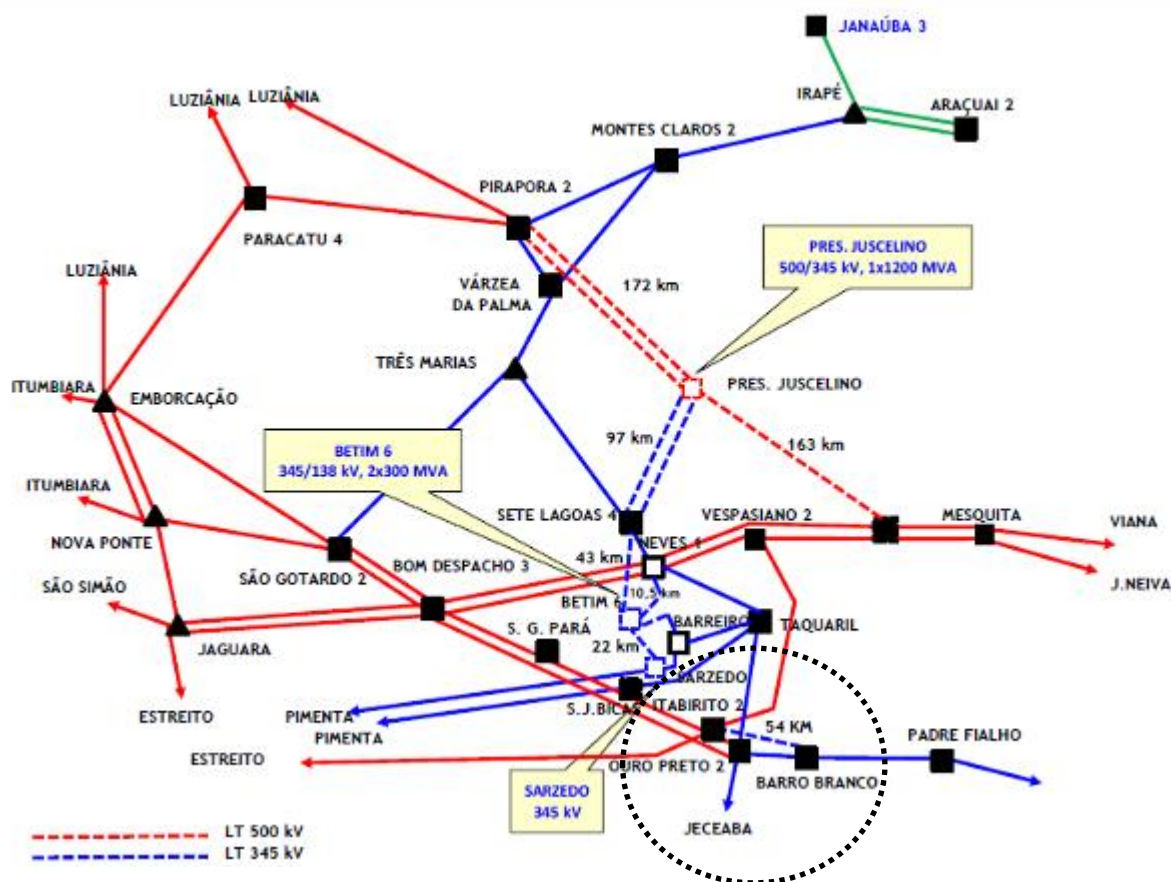 JANAÚBA 3
LUZIÂNIA
LUZIÂNIA
IRAPÉ
ARAÇUAI 2
MONTES CLAROS 2
PIRAPORA 2
PARACATU 4
PRES. JUSCELINO
500/345 kV, 1x1200 MVA
LUZIÂNIA
VÁRZEA
DA PALMA
172 km
TRÊS MARIAS
PRES. JUSCELINO
ITUMBIARA
EMBORCAÇÃO
BETIM 6
345/138 kV, 2x300 MVA
97 km
163 km
ITUMBIARA
SETE LAGOAS 4
VESPASIANO 2
MESQUITA
VIANA
NOVA PONTE
NEVES 1
43 km
BOM DESPACHO 3
SÃO GOTARDO 2
SÃO SIMÃO
J.NEIVA
10,5 km
BETIM 6
BARREIRO
TAQUARIL
S. G. PARÁ
22 km
JAGUARA
SARZEDO
S.J.BICAS
ITABIRITO 2
ESTREITO
PIMENTA
PIMENTA
54 KM
PADRE FIALHO
ESTREITO
OURO PRETO 2
BARRO BRANCO
SARZEDO
345 kV
JECEABA
LT 500 kV
LT 345 kV